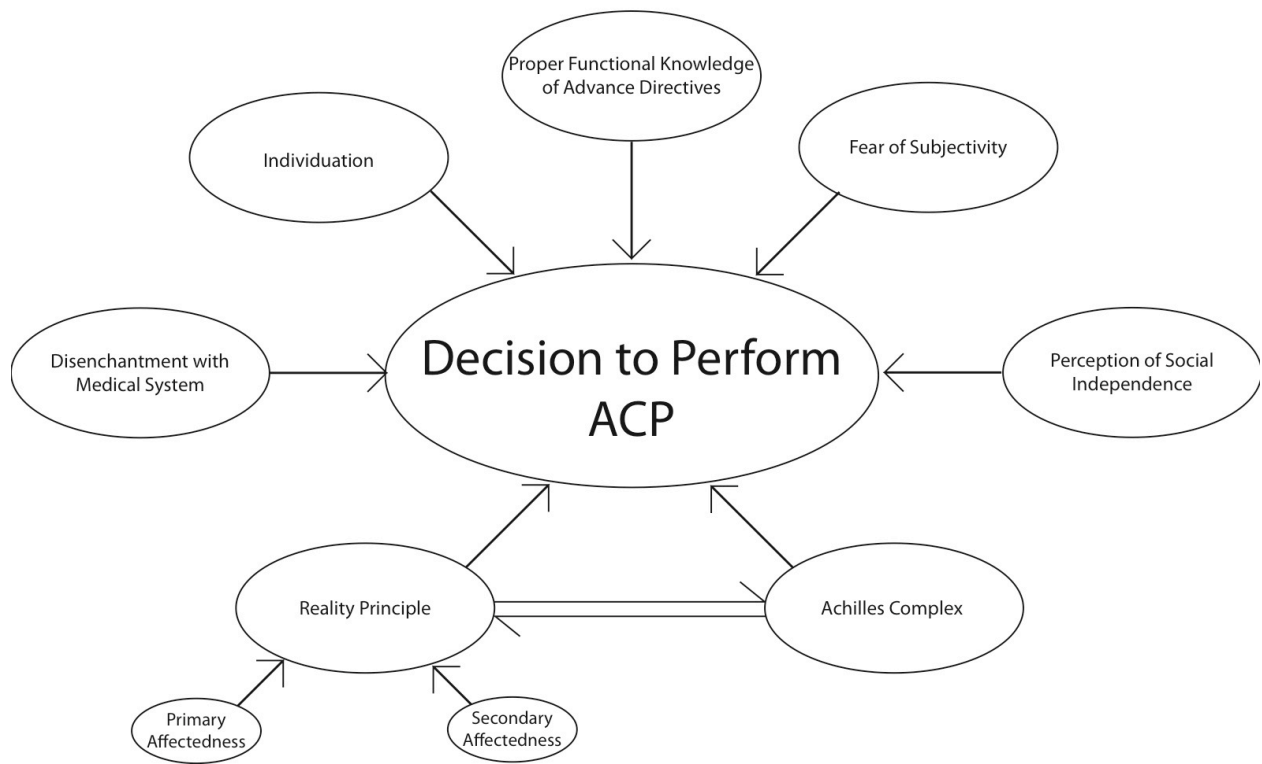 Proper Functional Knowledge
of Advance Directives
Individuation
Fear of Subjectivity
Disenchantment with
Medical System
Decision to Perform
ACP
Perception of Social
Independence
Reality Principle
Achilles Complex
Primary
Affectedness
Secondary
Affectedness